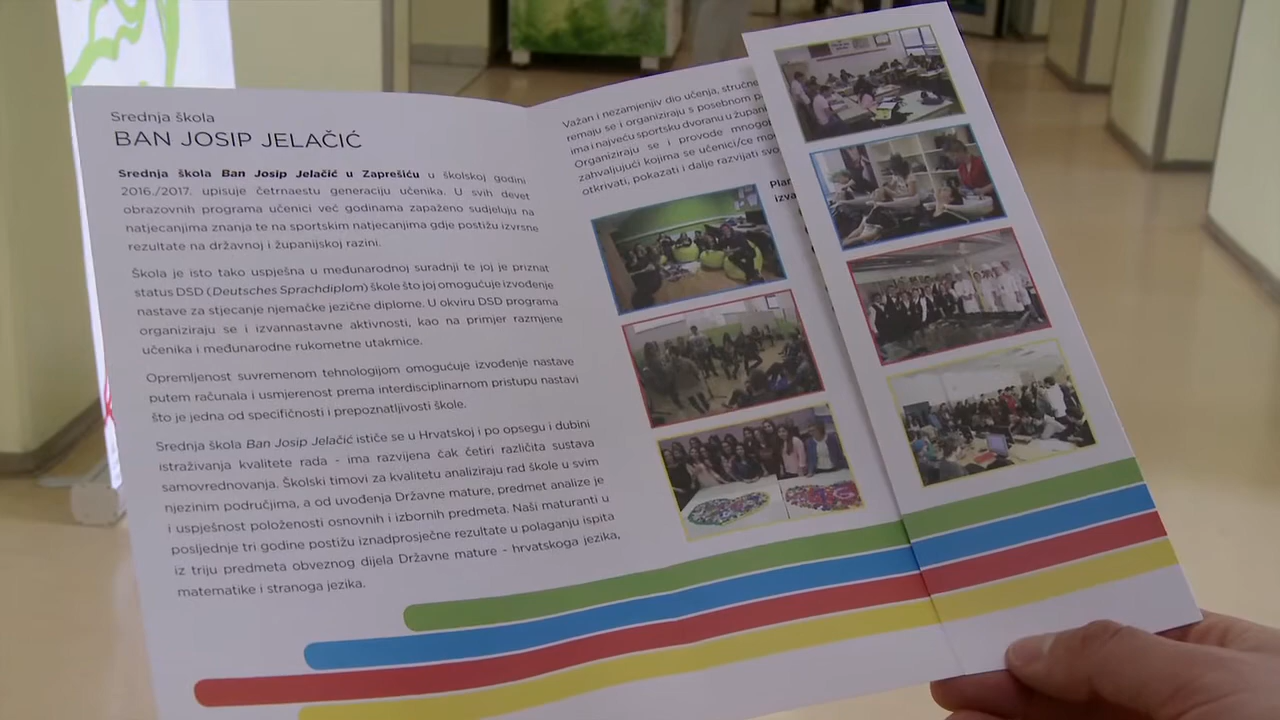 Srednja škola
BAN JOSIP JELAČIĆ
Srednja škola Ban Josip Jelačić u Zaprešiću u školskoj godini
2016./2017. upisuje četrnaestu generaciju učenika. U svih devet
obrazovnih programa učenici već godinama zapaženo sudjeluju na
natjecanjima znanja te na sportskim natjecanjima gdje postižu izvrsne
rezultate na državnoj i županijskoj razini.
Škola je isto tako uspješna u međunarodnoj suradnji te joj je priznat
status DSD (Deutsches Sprachdiplom) škole što joj omogućuje izvođenje
nastave za stjecanje njemačke jezične diplome. U okviru DSD programa
organiziraju se i izvannastavne aktivnosti, kao na primjer razmjene
učenika i međunarodne rukometne utakmice.
Opremljenost suvremenom tehnologijom omogućuje izvođenje nastave
putem računala i usmjerenost prema interdisciplinarnom pristupu nastavi
što je jedna od specifičnosti i prepoznatljivosti škole.
Srednja škola Ban Josip Jelačić ističe se u Hrvatskoj i po opsegu i dubini
istraživanja kvalitete rada - ima razvijena čak četiri različita sustava
samovrednovanja. Školski timovi za kvalitetu analiziraju rad škole u svim
njezinim područjima, a od uvođenja Državne mature, predmet analize je
i uspješnost položenosti osnovnih i izbornih predmeta. Naši maturanti u
posljednje tri godine postižu iznadprosječne rezultate u polaganju ispita
iz triju predmeta obveznog dijela Državne mature - hrvatskoga jezika,
matematike i stranoga jezika.
Važan i nezamjenjiv dio učenja, stručne
remaju se i organiziraju s posebnom p
ima i najveću sportsku dvoranu u župani
Organiziraju se i provode mnogo
zahvaljujući kojima se učenici/ce mo
otkrivati, pokazati i dalje razvijati svo
Plan
izva